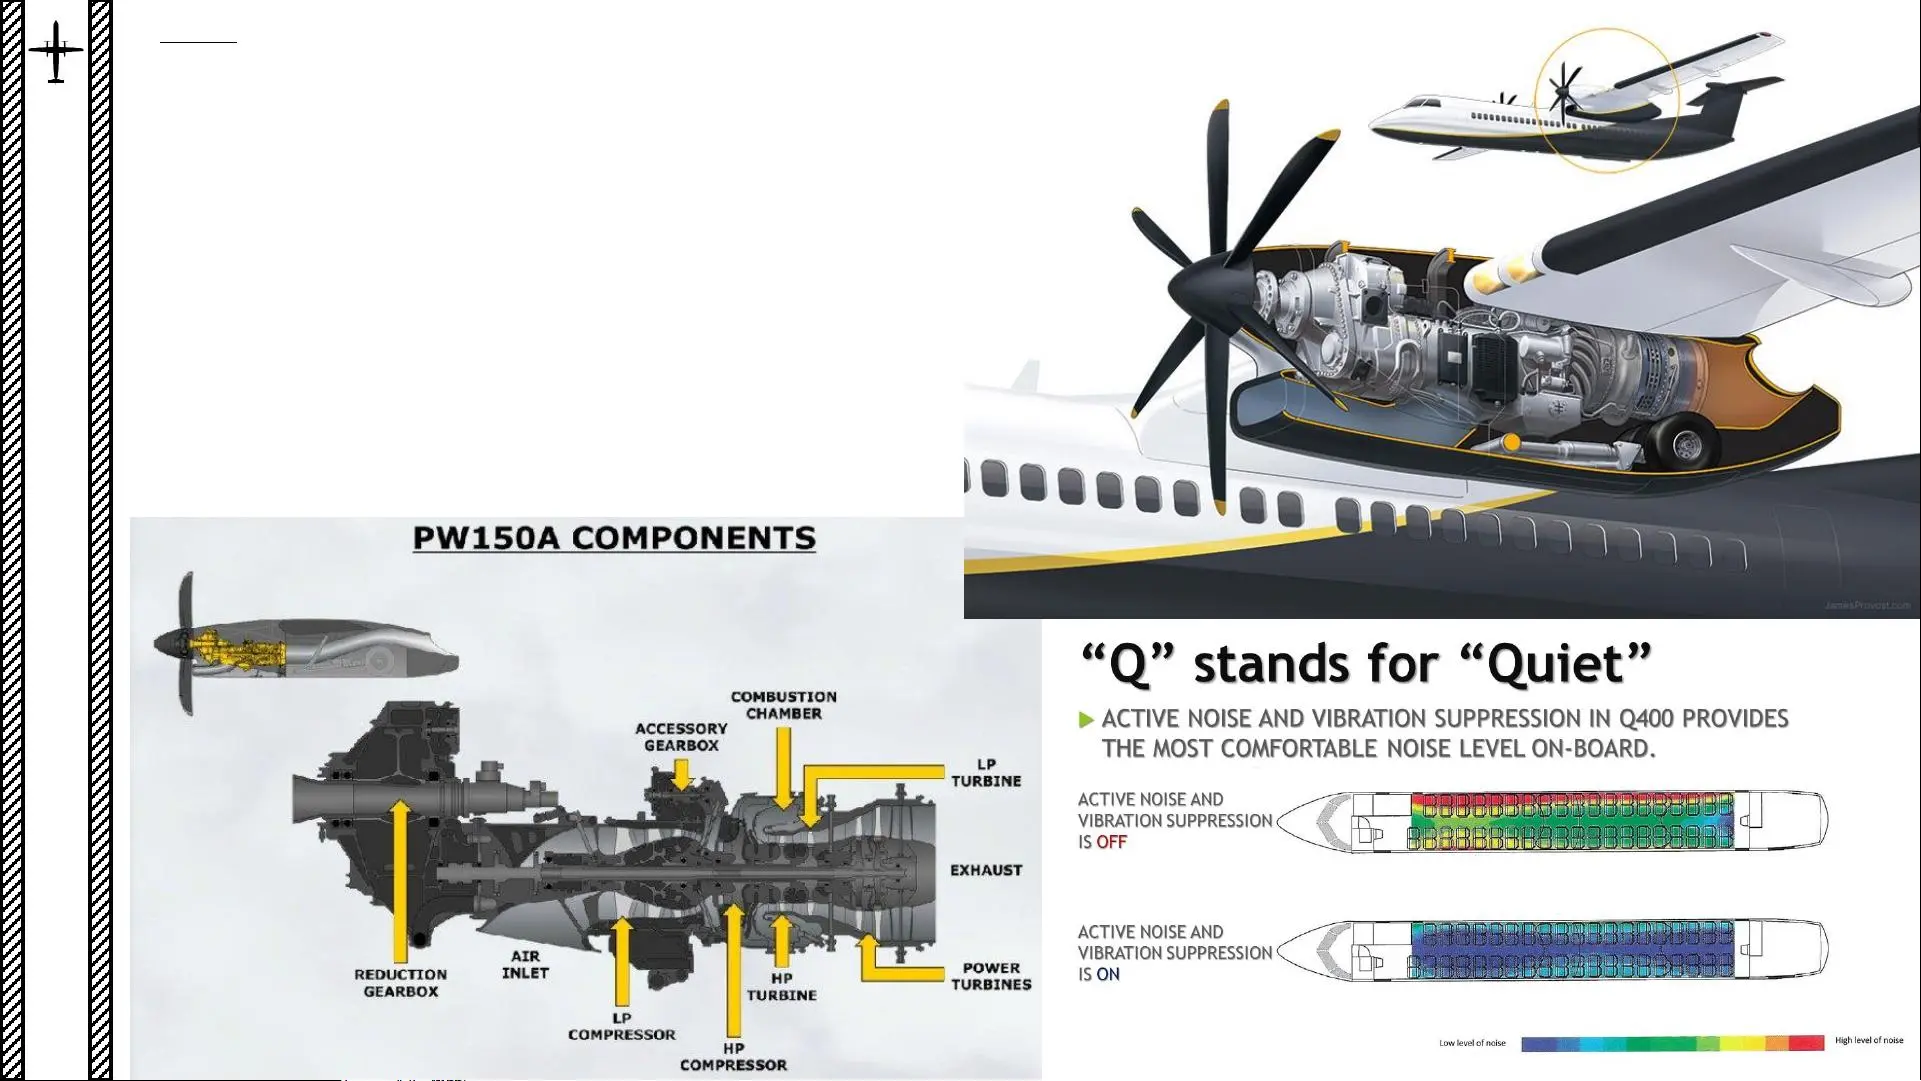 JamesProvost.com
PW150A COMPONENTS
COMBUSTION
CHAMBER
ACCESSORY
GEARBOX
LP
TURBINE
EXHAUST
AIR
INLET
REDUCTION
GEARBOX
HP
TURBINE
POWER
TURBINES
LP
COMPRESSOR
HP
COMPRESSOR
“Q” stands for “Quiet”
ACTIVE NOISE AND VIBRATION SUPPRESSION IN Q400 PROVIDES
THE MOST COMFORTABLE NOISE LEVEL ON-BOARD.
ACTIVE NOISE AND
VIBRATION SUPPRESSION
IS OFF
ACTIVE NOISE AND
VIBRATION SUPPRESSION
IS ON
Low level of noise
High level of noise